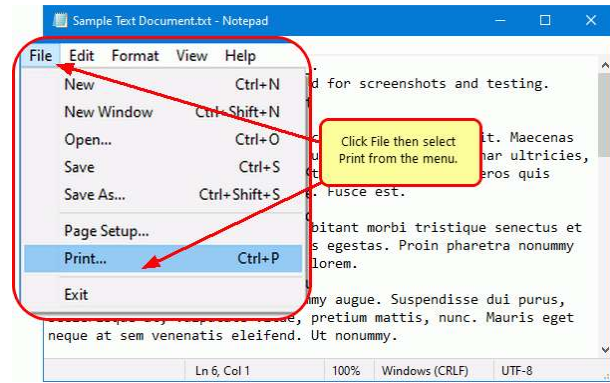 Sample Text Document.txt - Notepad
File Edit Format View Help
New Ctrl+N
d for screenshots and testing.
New Window Ctrl+Shift+N
Open... Ctrl+O
it. Maecenas
Click File then select
Print from the menu.
ultricies,
Save Ctrl+S
eros quis
Save As... Ctrl+Shift+S
. Fusce est.
Page Setup...
morbi tristique senectus et
Print... Ctrl+P
s egestas. Proin pharetra nonummy
lorem.
Exit
augue. Suspendisse dui purus,
pretium mattis, nunc. Mauris eget
neque at sem venenatis eleifend. Ut nonummy.
Ln 6, Col 1 100% Windows (CRLF) UTF-8